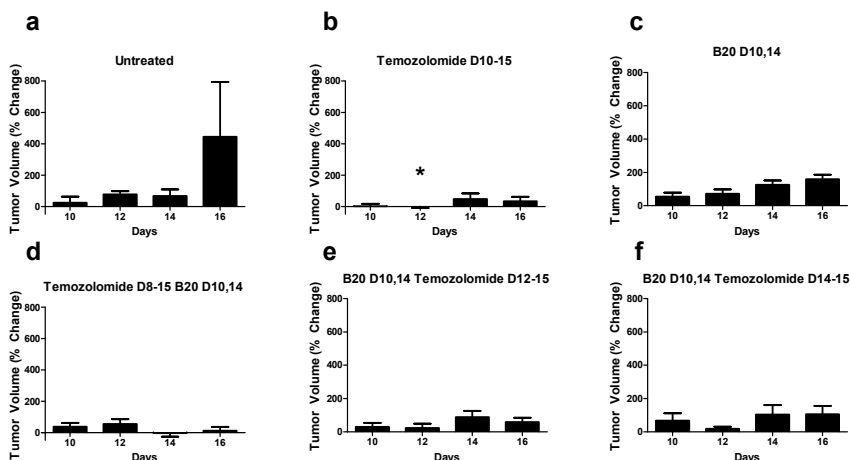 a
Untreated
Tumor Volume (% Change)
800
600
400
200
0
10 12 14 16
Days
b
Temozolomide D10-15
Tumor Volume (% Change)
800
600
400
200
0
*
10 12 14 16
Days
c
B20 D10,14
Tumor Volume (% Change)
800
600
400
200
0
10 12 14 16
Days
d
Temozolomide D8-15 B20 D10,14
Tumor Volume (% Change)
800
600
400
200
0
10 12 14 16
Days
e
B20 D10,14 Temozolomide D12-15
Tumor Volume (% Change)
800
600
400
200
0
10 12 14 16
Days
f
B20 D10,14 Temozolomide D14-15
Tumor Volume (% Change)
800
600
400
200
0
10 12 14 16
Days